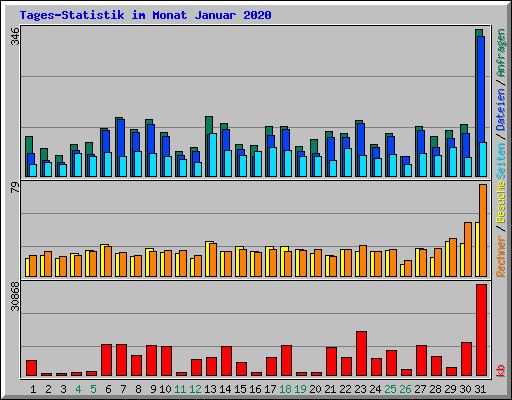 Tages-Statistik im Monat Januar 2020
346
79
30868
Rechner / Besuche Seiten / Dateien / Anfragen
kb
1 2 3 4 5 6 7 8 9 10 11 12 13 14 15 16 17 18 19 20 21 22 23 24 25 26 27 28 29 30 31